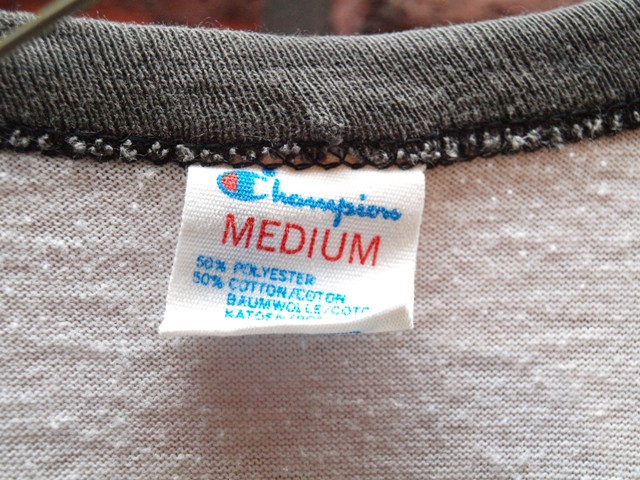 Champion
MEDIUM
50% POLYESTER
50% COTTON/COTON
BAUMWOLLE/COTO